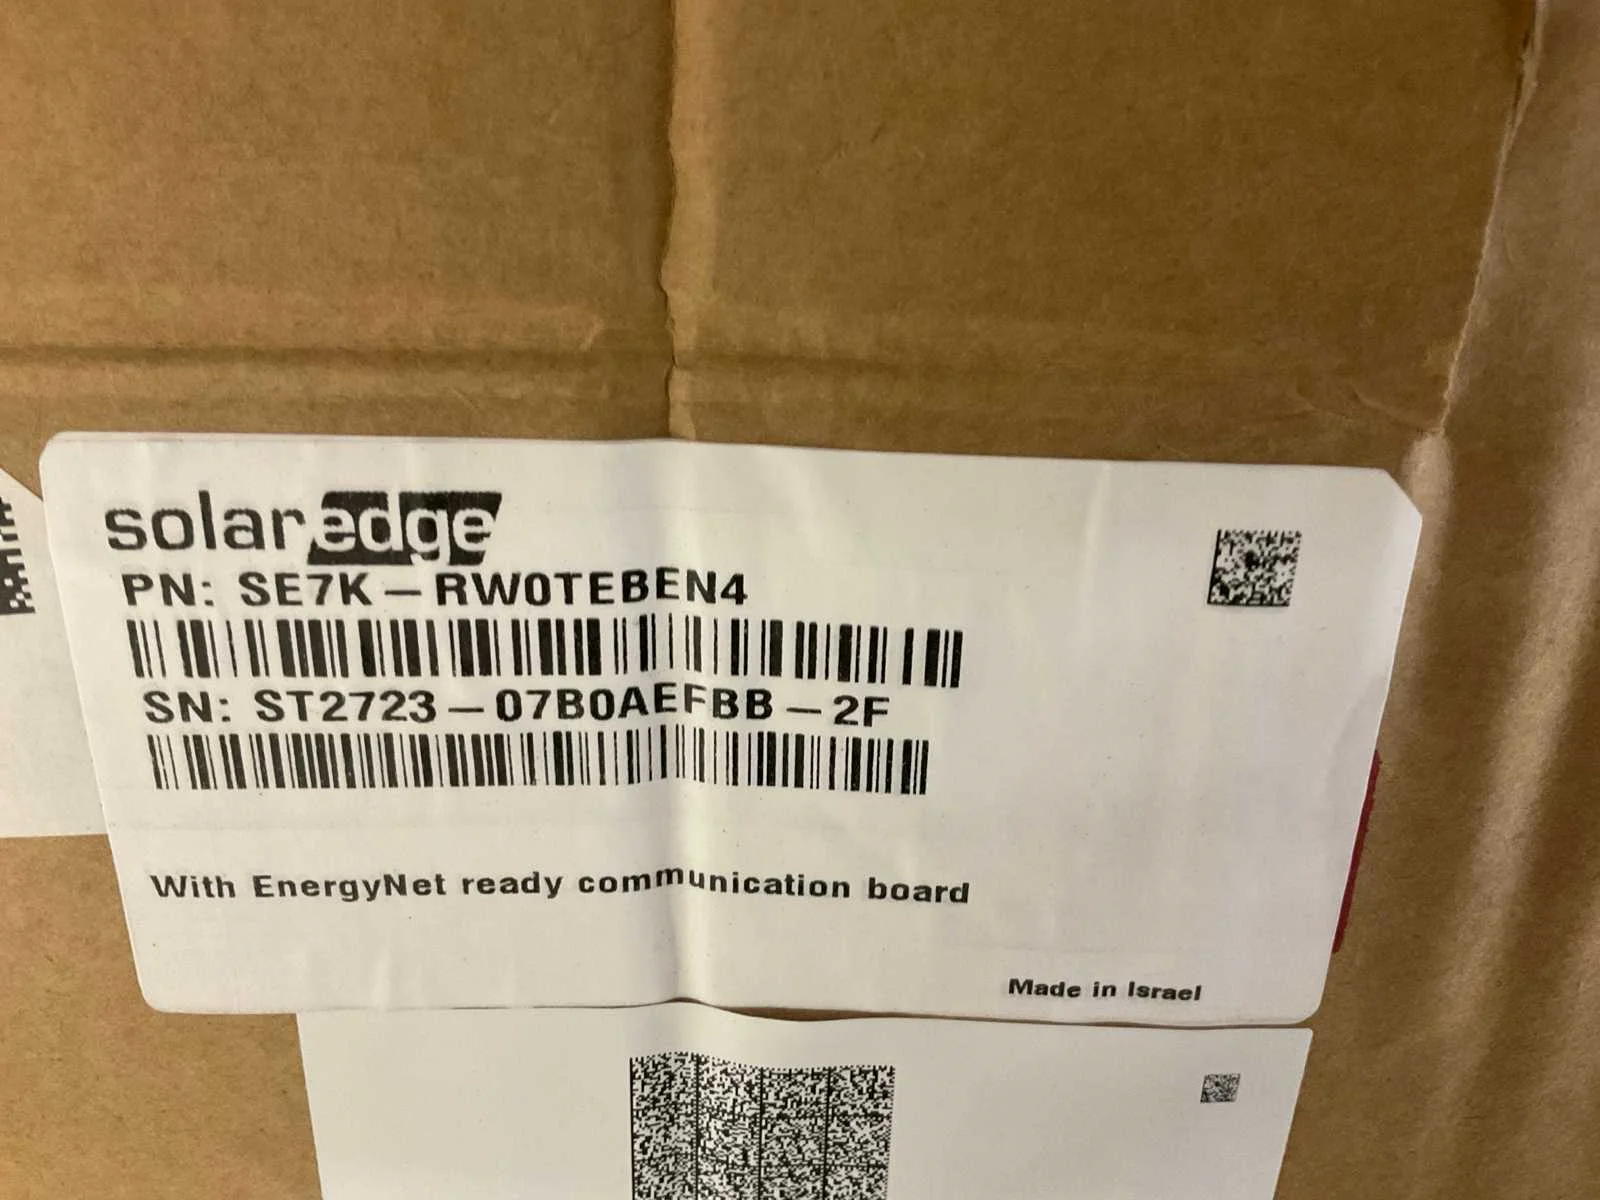 solaredge
PN: SE7K-RW0TEBEN4
SN: ST2723-07B0AEFBB-2F
With EnergyNet ready communication board
Made in Israel